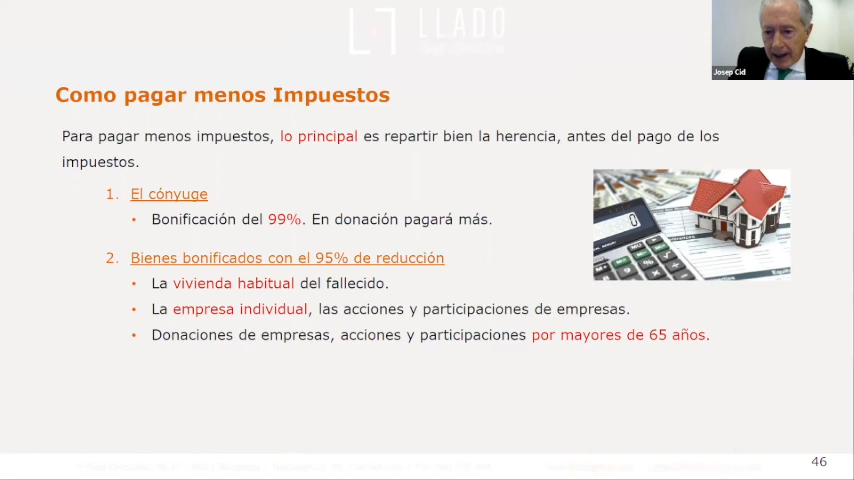 LLADO
Josep Cid
Como pagar menos Impuestos
Para pagar menos impuestos, lo principal es repartir bien la herencia, antes del pago de los
impuestos.
1. El cónyuge
• Bonificación del 99%. En donación pagará más.
2. Bienes bonificados con el 95% de reducción
• La vivienda habitual del fallecido.
• La empresa individual, las acciones y participaciones de empresas.
• Donaciones de empresas, acciones y participaciones por mayores de 65 años.
46